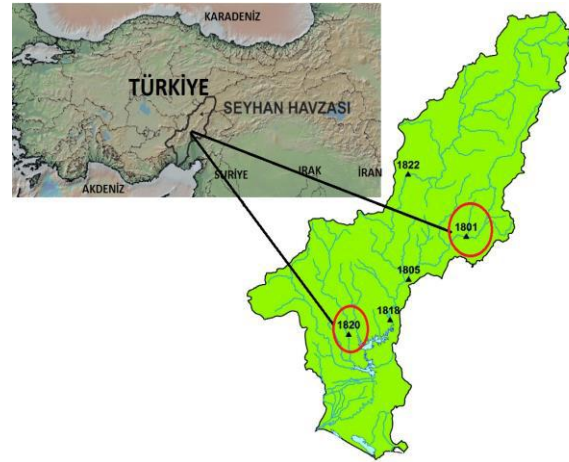 KARADENİZ
TÜRKİYE
SEYHAN HAVZASI
AKDENİZ
SURİYE
IRAK
İRAN
1822
1801
1805
1818
1820